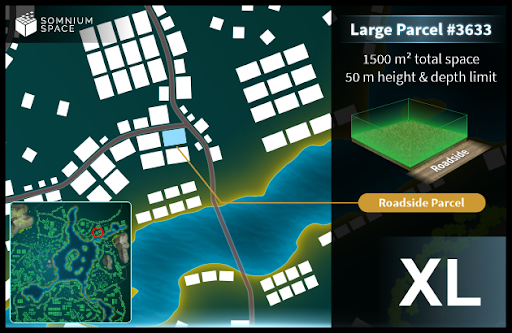 SOMNIUM
SPACE
Large Parcel #3633
1500 m² total space
50 m height & depth limit
Roadside
Roadside Parcel
XL